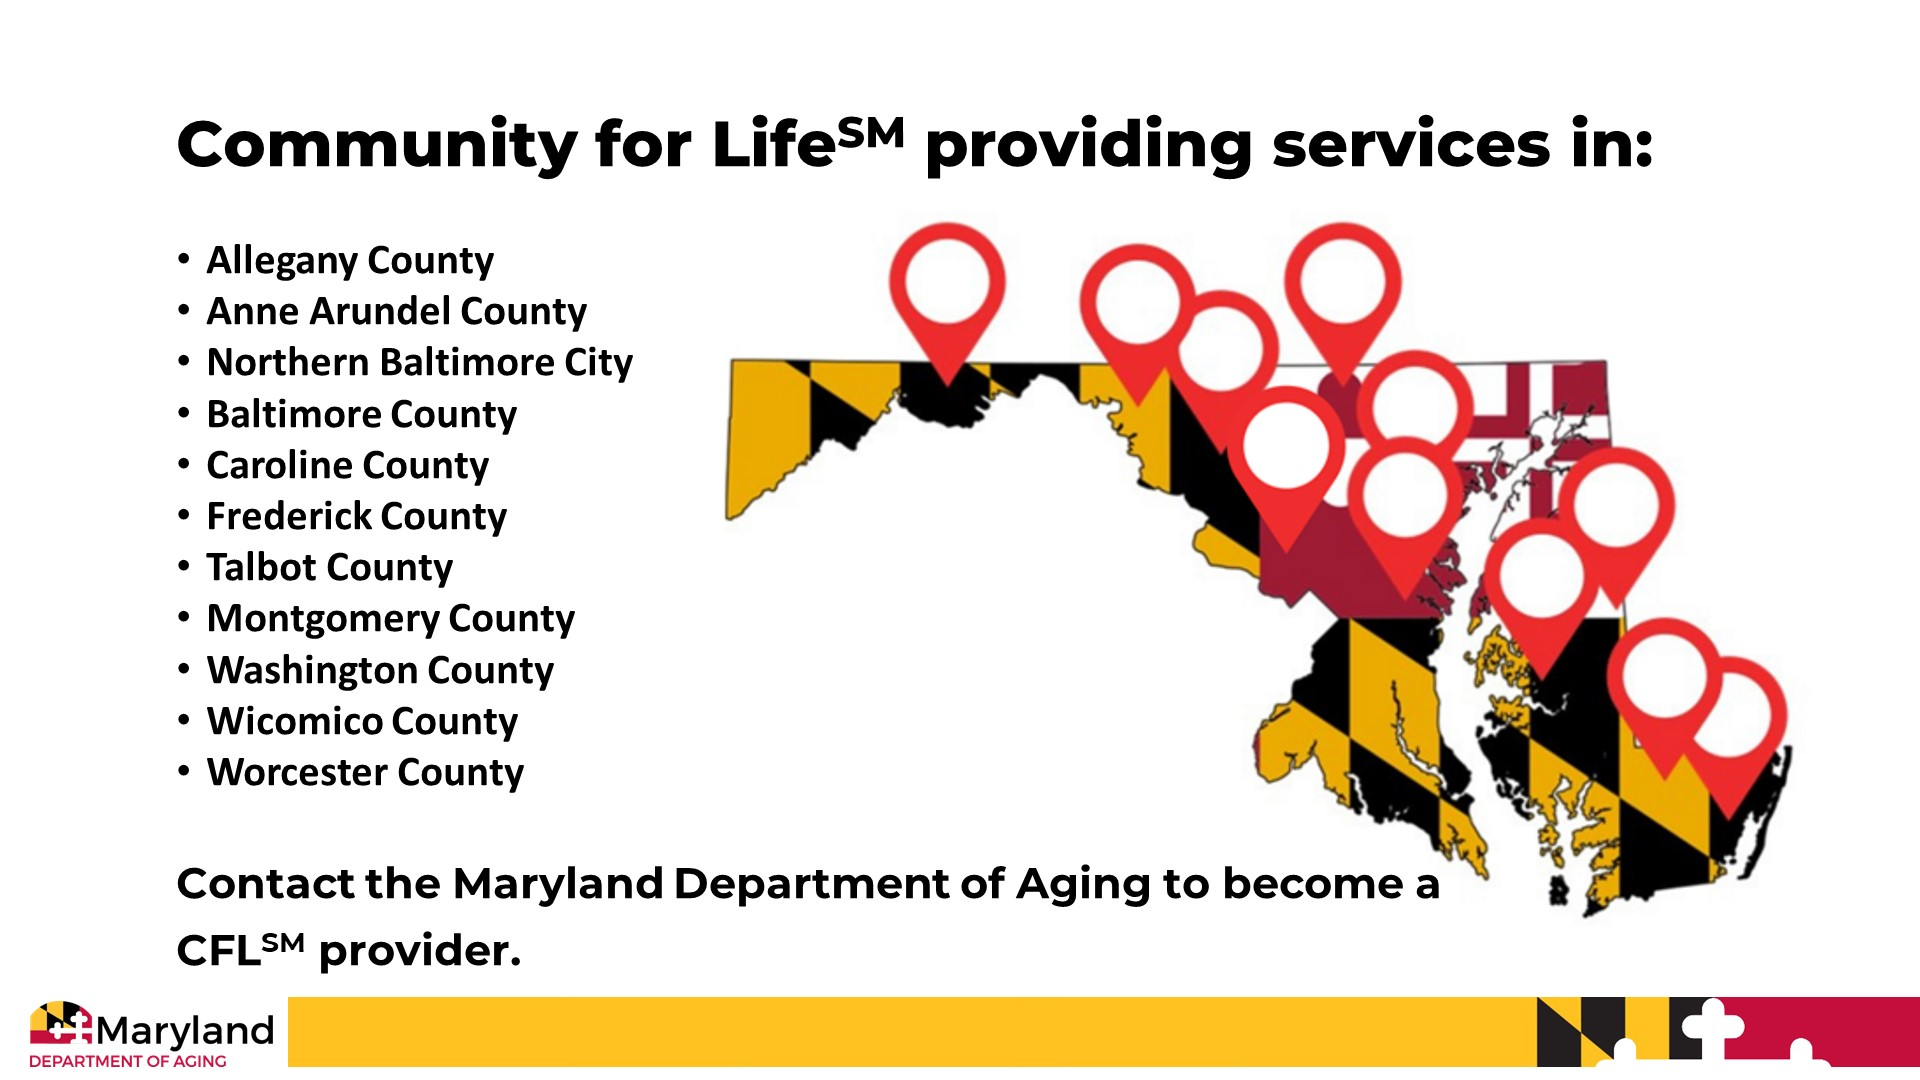 Community for Life℠ providing services in:
• Allegany County
• Anne Arundel County
• Northern Baltimore City
• Baltimore County
• Caroline County
• Frederick County
• Talbot County
• Montgomery County
• Washington County
• Wicomico County
• Worcester County
Contact the Maryland Department of Aging to become a
CFL℠ provider.
Maryland
DEPARTMENT OF AGING